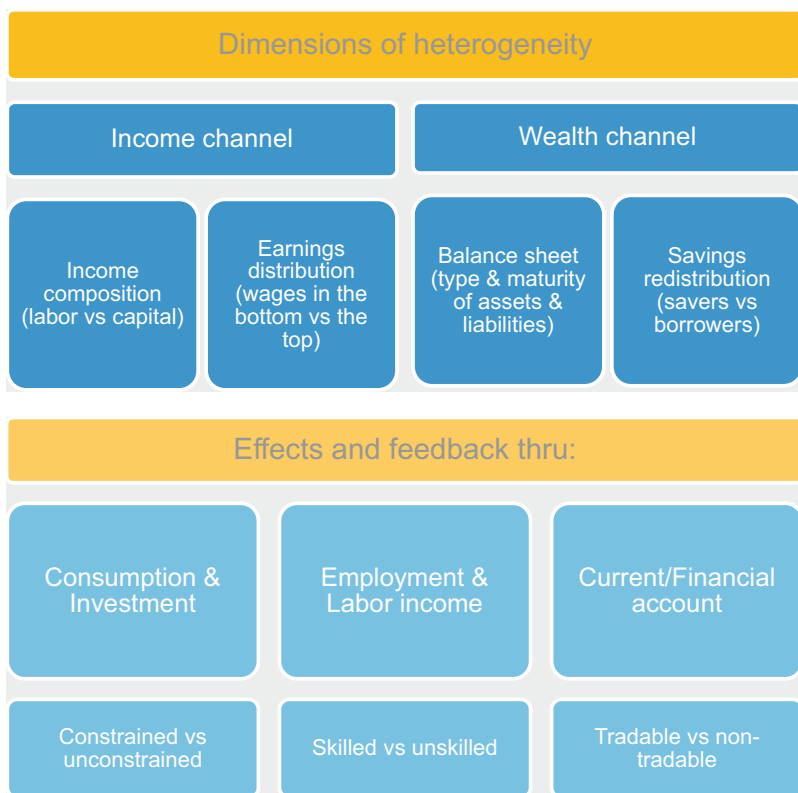 Dimensions of heterogeneity
Income channel
Wealth channel
Income
composition
(labor vs capital)
Earnings
distribution
(wages in the
bottom vs the
top)
Balance sheet
(type & maturity
of assets &
liabilities)
Savings
redistribution
(savers vs
borrowers)
Effects and feedback thru:
Consumption &
Investment
Employment &
Labor income
Current/Financial
account
Constrained vs
unconstrained
Skilled vs unskilled
Tradable vs non-
tradable